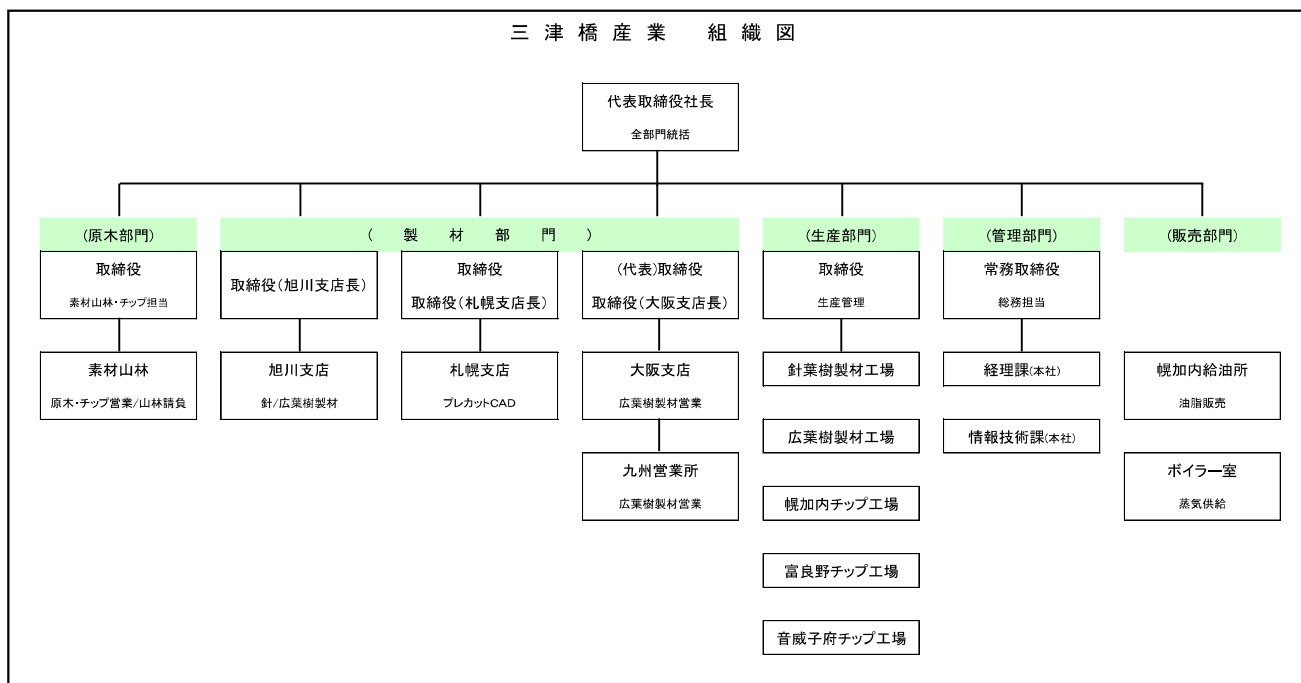 三津橋産業 組織図
代表取締役社長
全部門統括
(原木部門)
(製材部門)
(生産部門)
(管理部門)
(販売部門)
取締役
素材山林・チップ担当
取締役(旭川支店長)
取締役
取締役(札幌支店長)
(代表)取締役
取締役(大阪支店長)
取締役
生産管理
常務取締役
総務担当
素材山林
原木・チップ営業/山林請負
旭川支店
針/広葉樹製材
札幌支店
プレカットCAD
大阪支店
広葉樹製材営業
九州営業所
広葉樹製材営業
針葉樹製材工場
広葉樹製材工場
幌加内チップ工場
富良野チップ工場
音威子府チップ工場
経理課(本社)
情報技術課(本社)
幌加内給油所
油脂販売
ボイラー室
蒸気供給